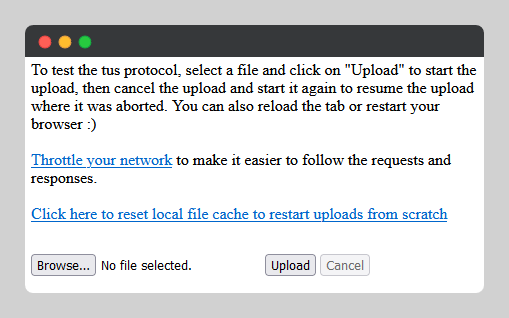 To test the tus protocol, select a file and click on "Upload" to start the
upload, then cancel the upload and start it again to resume the upload
where it was aborted. You can also reload the tab or restart your
browser :)
Throttle your network to make it easier to follow the requests and
responses.
Click here to reset local file cache to restart uploads from scratch
Browse... No file selected. Upload Cancel